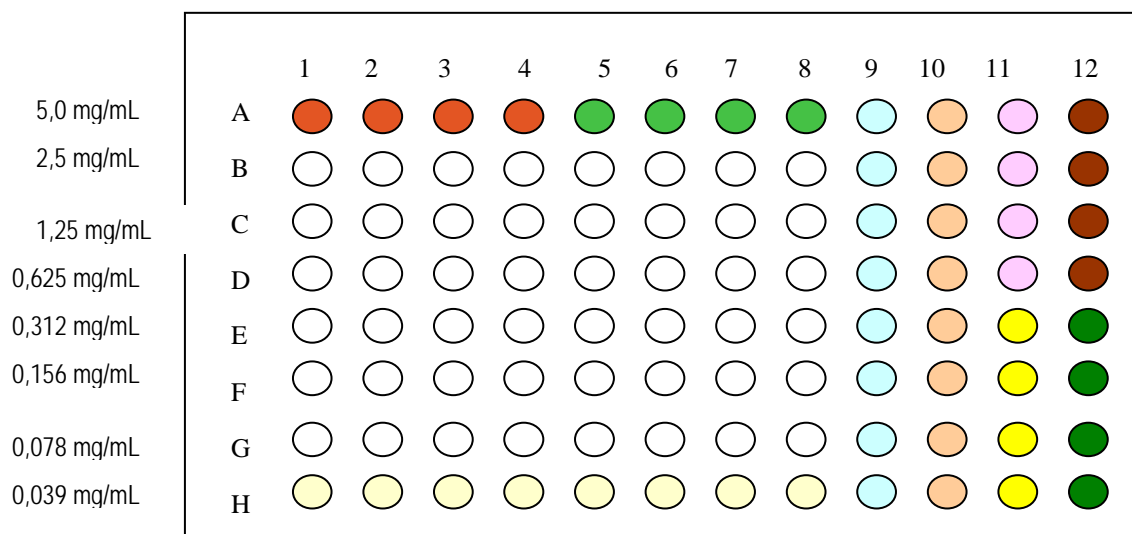 1 2 3 4 5 6 7 8 9 10 11 12
5,0 mg/mL A
2,5 mg/mL B
1,25 mg/mL C
0,625 mg/mL D
0,312 mg/mL E
0,156 mg/mL F
0,078 mg/mL G
0,039 mg/mL H